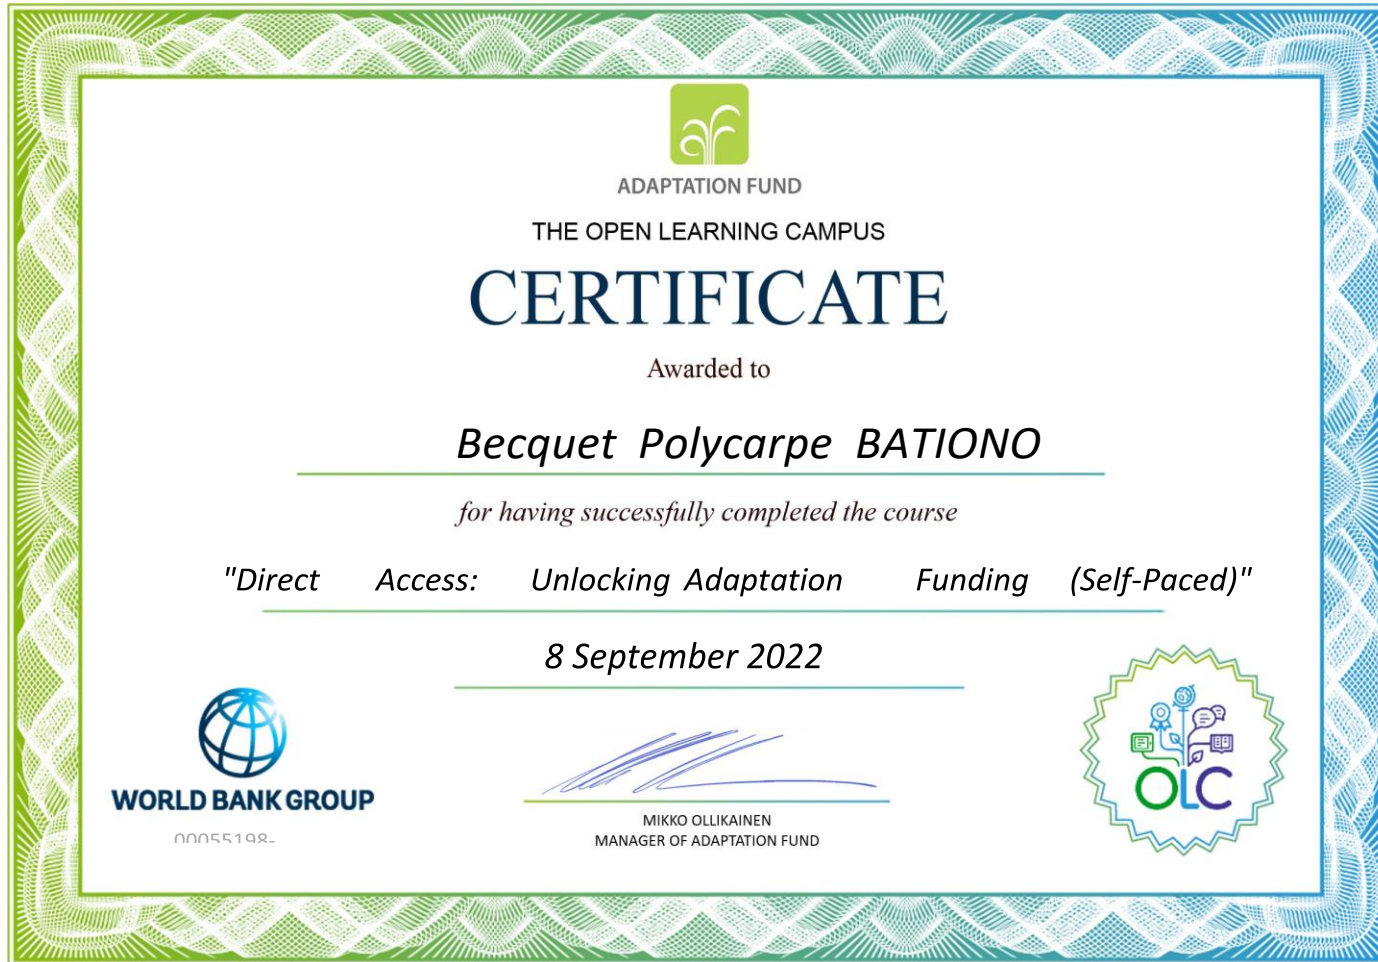 af
ADAPTATION FUND
THE OPEN LEARNING CAMPUS
CERTIFICATE
Awarded to
Becquet Polycarpe BATIONO
for having successfully completed the course
"Direct Access: Unlocking Adaptation Funding (Self-Paced)"
8 September 2022
WORLD BANK GROUP
00055198-
MIKKO OLLIKAINEN
MANAGER OF ADAPTATION FUND
OLC